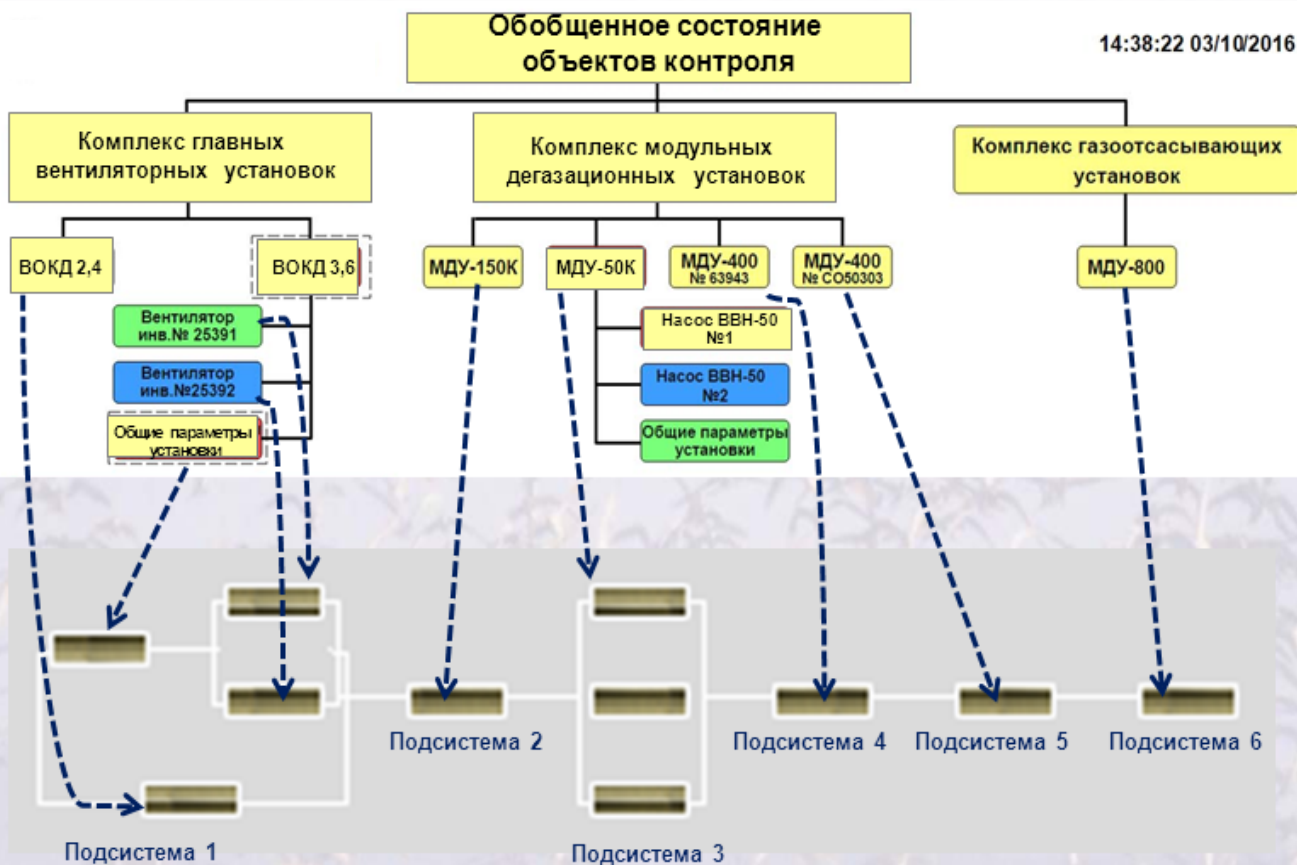 Обобщенное состояние
объектов контроля
14:38:22 03/10/2016
Комплекс главных
вентиляторных установок
Комплекс модульных
дегазационных установок
Комплекс газоотсасывающих
установок
ВОКД 2,4
ВОКД 3,6
МДУ-150К
МДУ-50К
МДУ-400
№ 63943
МДУ-400
№ СО50303
МДУ-800
Вентилятор
инв.№ 25391
Вентилятор
инв.№25392
Общие параметры
установки
Насос ВВН-50
№1
Насос ВВН-50
№2
Общие параметры
установки
Подсистема 2
Подсистема 4
Подсистема 5
Подсистема 6
Подсистема 1
Подсистема 3